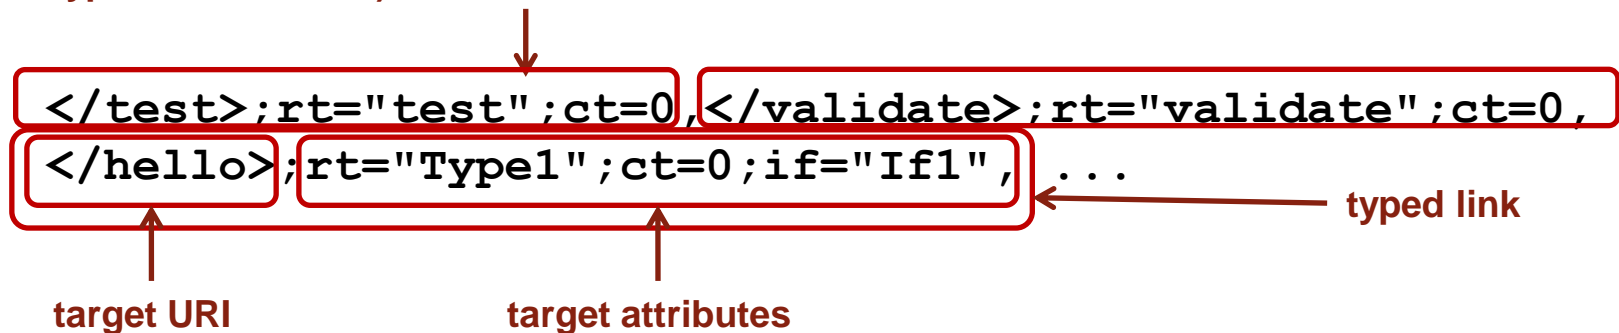 </test>;rt="test";ct=0,</validate>;rt="validate";ct=0,
</hello>;rt="Type1";ct=0;if="If1", ...
typed link
target URI
target attributes